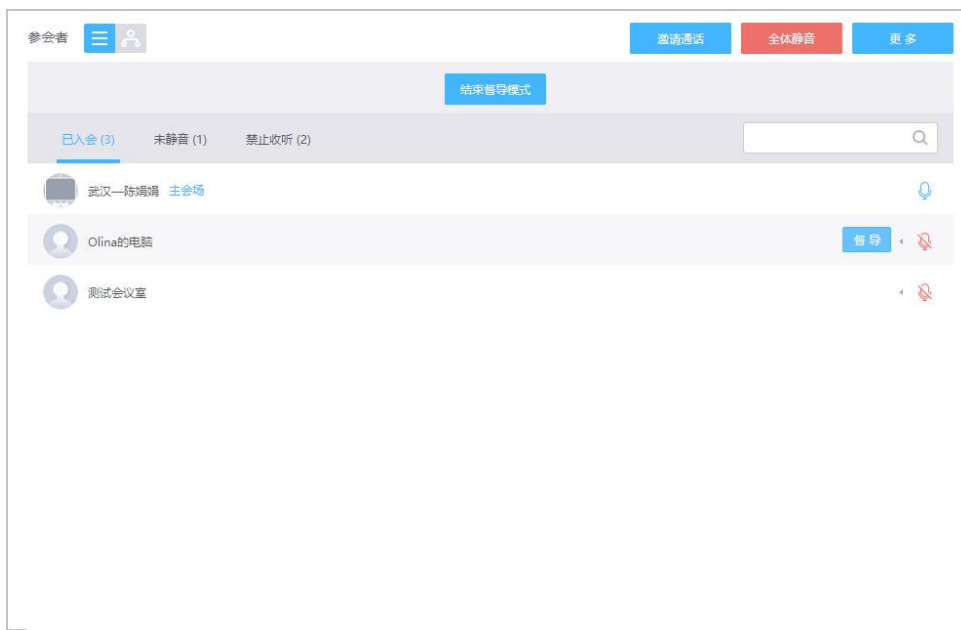 参会者 邀请通话 全体静音 更多
结束督导模式
已入会 (3) 未静音 (1) 禁止收听 (2)
武汉—陈娟娟 主会场
Olina的电脑 督导
测试会议室